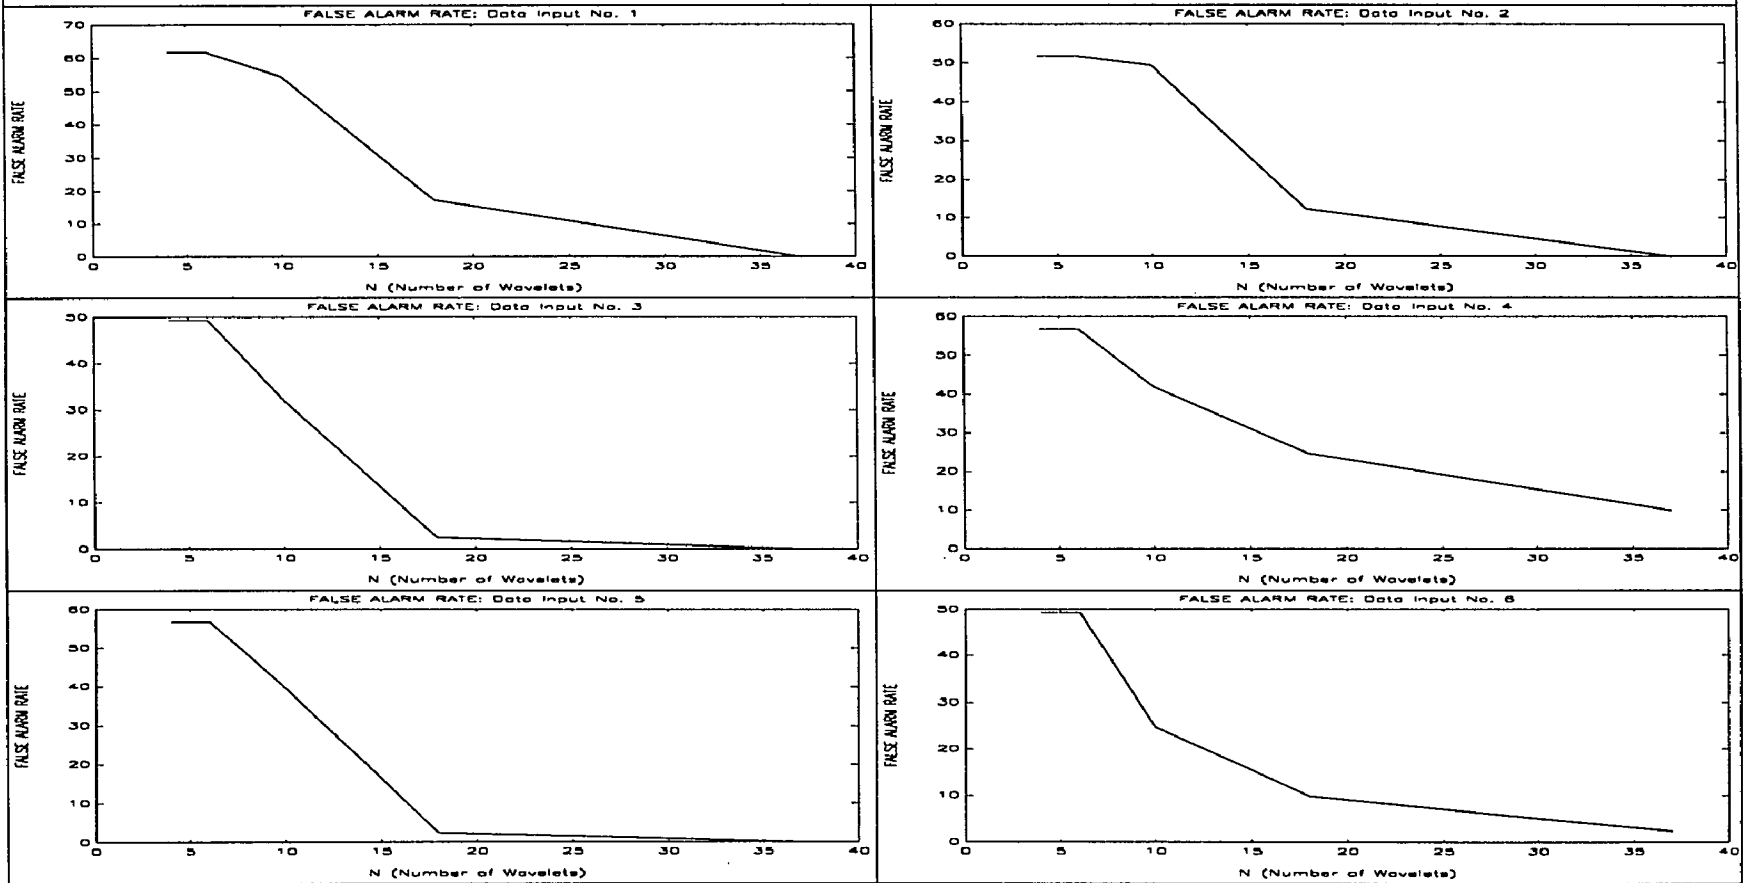 FALSE ALARM RATE: Data Input No. 1
70
60
50
40
30
20
10
0
FALSE ALARM RATE
0 5 10 15 20 25 30 35 40
N (Number of Wavelets)
FALSE ALARM RATE: Data Input No. 2
60
50
40
30
20
10
0
FALSE ALARM RATE
0 5 10 15 20 25 30 35 40
N (Number of Wavelets)
FALSE ALARM RATE: Data Input No. 3
50
40
30
20
10
0
FALSE ALARM RATE
0 5 10 15 20 25 30 35 40
N (Number of Wavelets)
FALSE ALARM RATE: Data Input No. 4
60
50
40
30
20
10
0
FALSE ALARM RATE
0 5 10 15 20 25 30 35 40
N (Number of Wavelets)
FALSE ALARM RATE: Data Input No. 5
60
50
40
30
20
10
0
FALSE ALARM RATE
0 5 10 15 20 25 30 35 40
N (Number of Wavelets)
FALSE ALARM RATE: Data Input No. 6
50
40
30
20
10
0
FALSE ALARM RATE
0 5 10 15 20 25 30 35 40
N (Number of Wavelets)